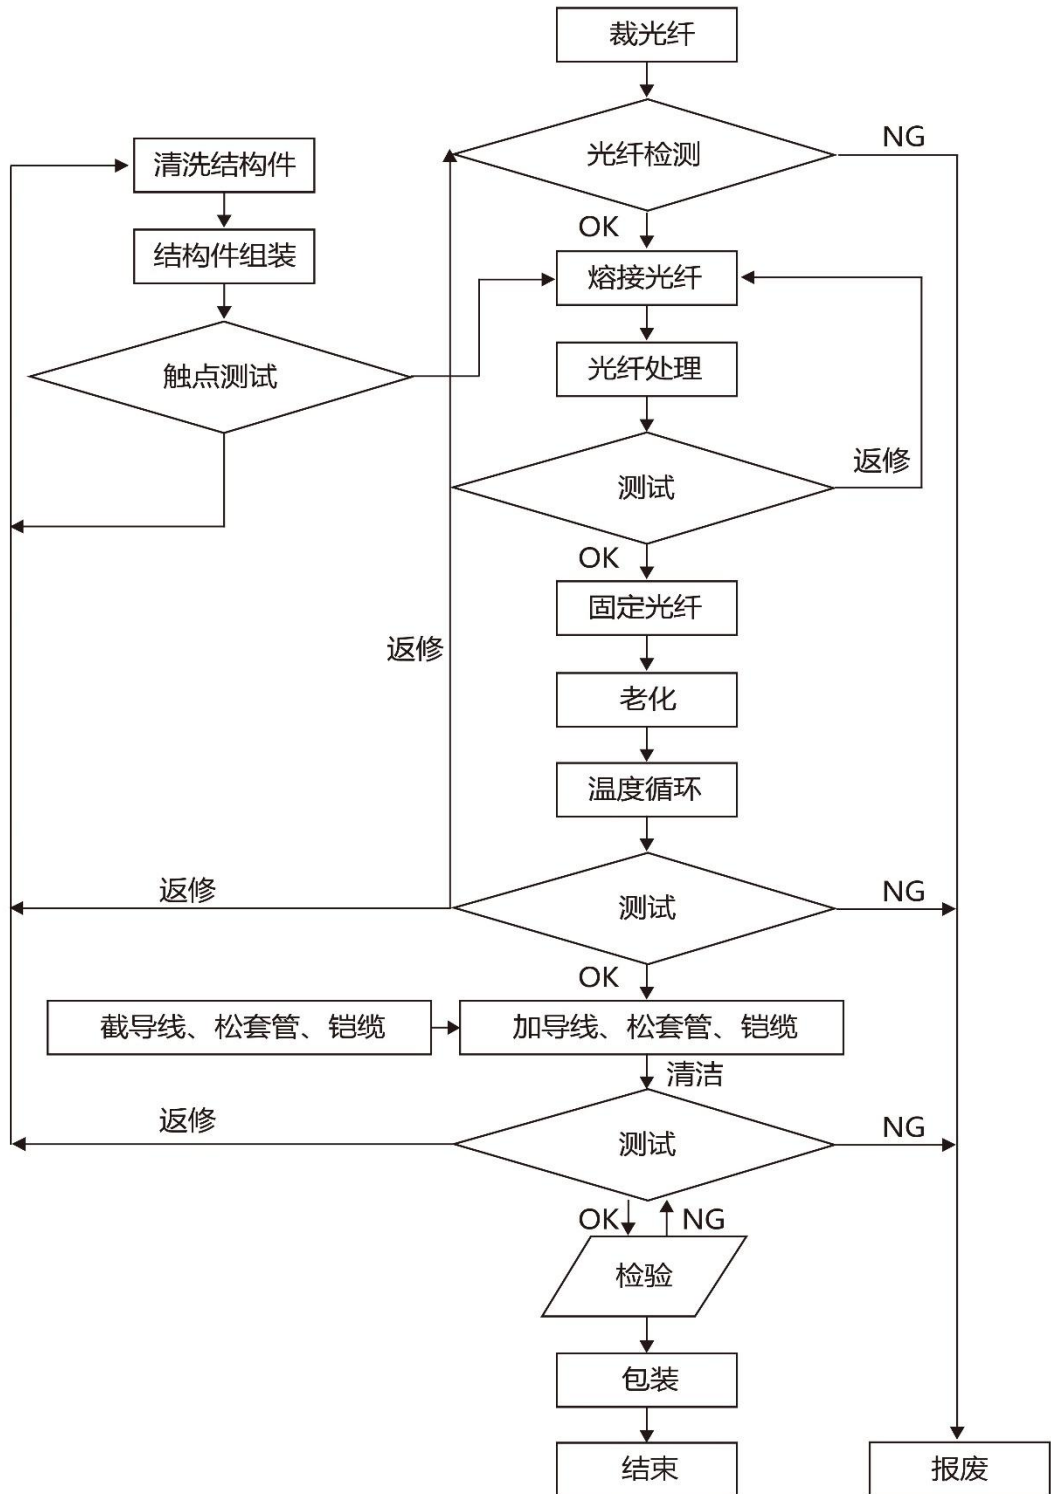 裁光纤
光纤检测
NG
清洗结构件
OK
结构件组装
熔接光纤
触点测试
光纤处理
返修
测试
OK
固定光纤
返修
老化
温度循环
返修
测试
NG
OK
截导线、松套管、铠缆
加导线、松套管、铠缆
清洁
返修
测试
NG
OK
NG
检验
包装
结束
报废